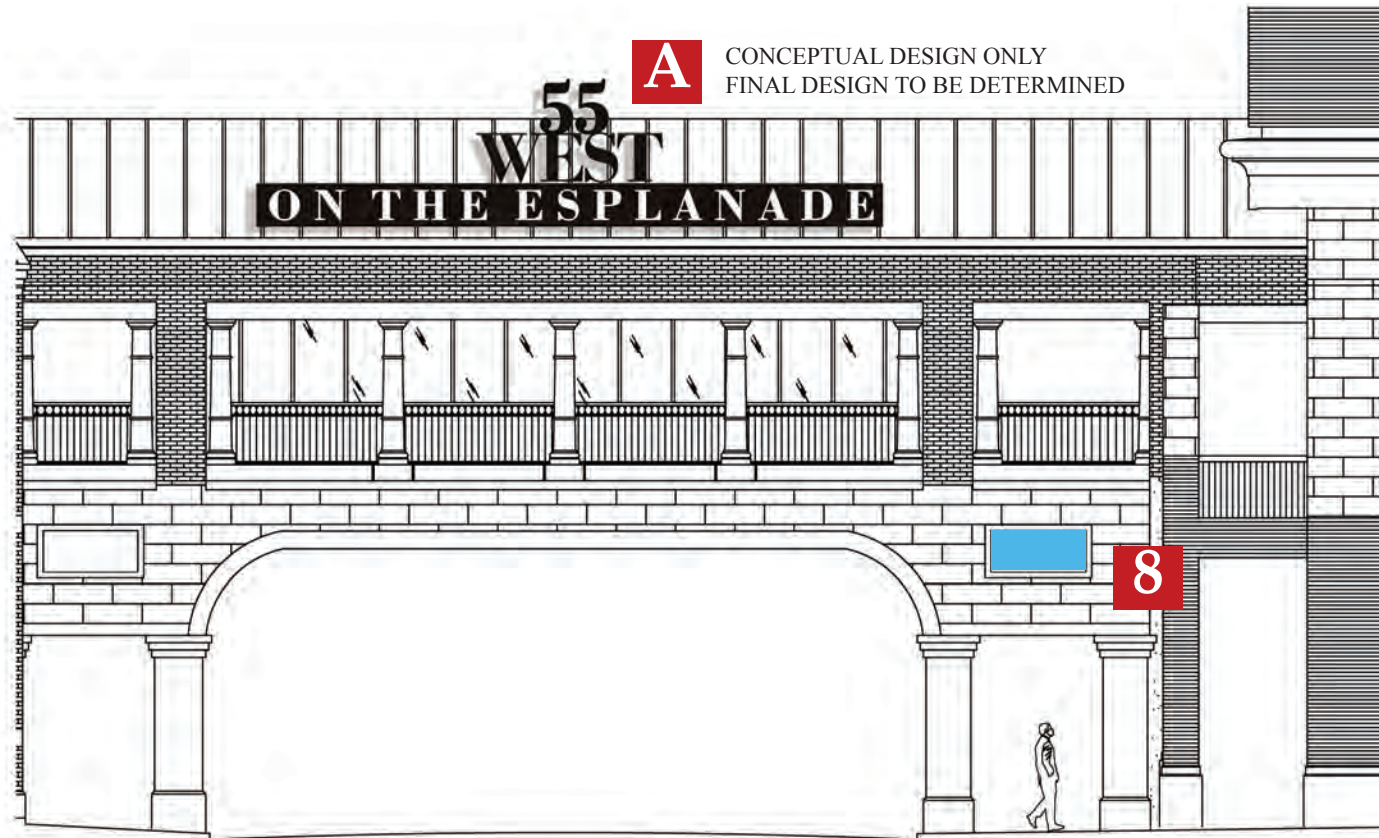 A
CONCEPTUAL DESIGN ONLY
FINAL DESIGN TO BE DETERMINED
55
WEST
ON THE ESPLANADE
8